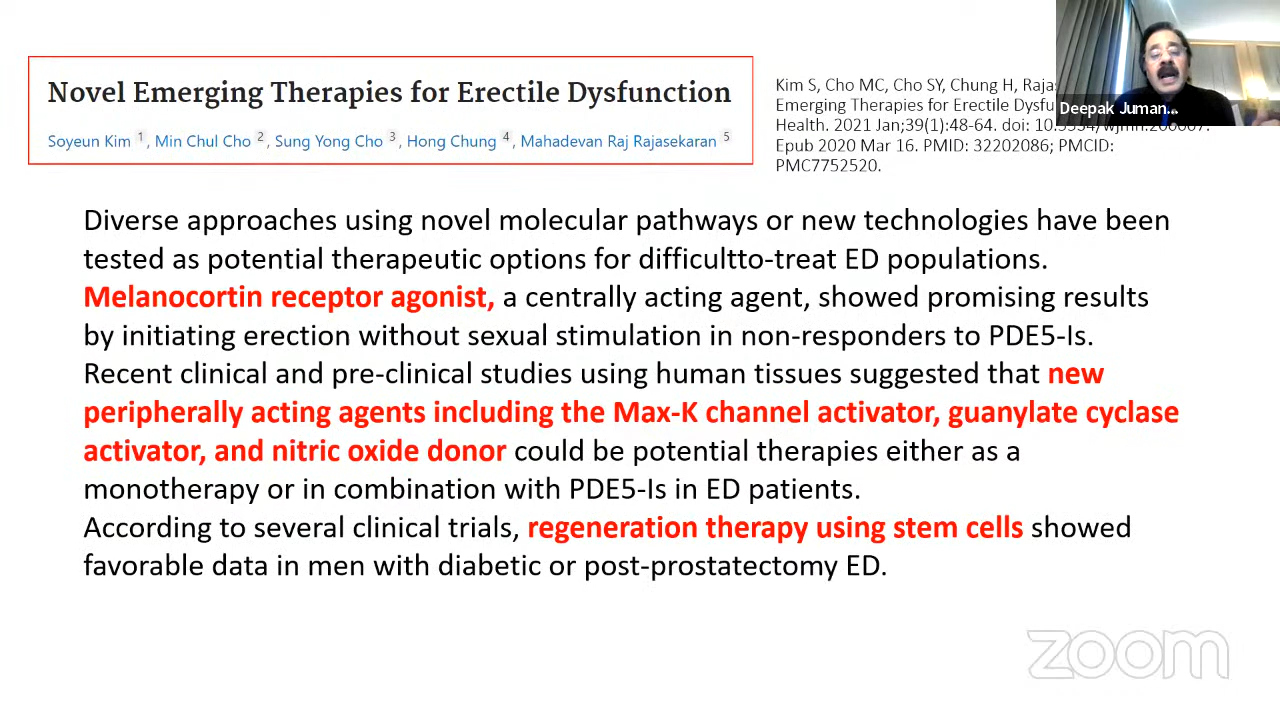 Novel Emerging Therapies for Erectile Dysfunction
Soyeun Kim 1, Min Chul Cho 2, Sung Yong Cho 3, Hong Chung 4, Mahadevan Raj Rajasekaran 5
Kim S, Cho MC, Cho SY, Chung H,
Emerging Therapies for Erectile
Health. 2021 Jan;39(1):48-64. doi:
Epub 2020 Mar 16. PMID: 32202086; PMCID:
PMC7752520.
Deepak Juman...
Diverse approaches using novel molecular pathways or new technologies have been
tested as potential therapeutic options for difficultto-treat ED populations.
Melanocortin receptor agonist, a centrally acting agent, showed promising results
by initiating erection without sexual stimulation in non-responders to PDE5-Is.
Recent clinical and pre-clinical studies using human tissues suggested that new
peripherally acting agents including the Max-K channel activator, guanylate cyclase
activator, and nitric oxide donor could be potential therapies either as a
monotherapy or in combination with PDE5-Is in ED patients.
According to several clinical trials, regeneration therapy using stem cells showed
favorable data in men with diabetic or post-prostatectomy ED.
zoom